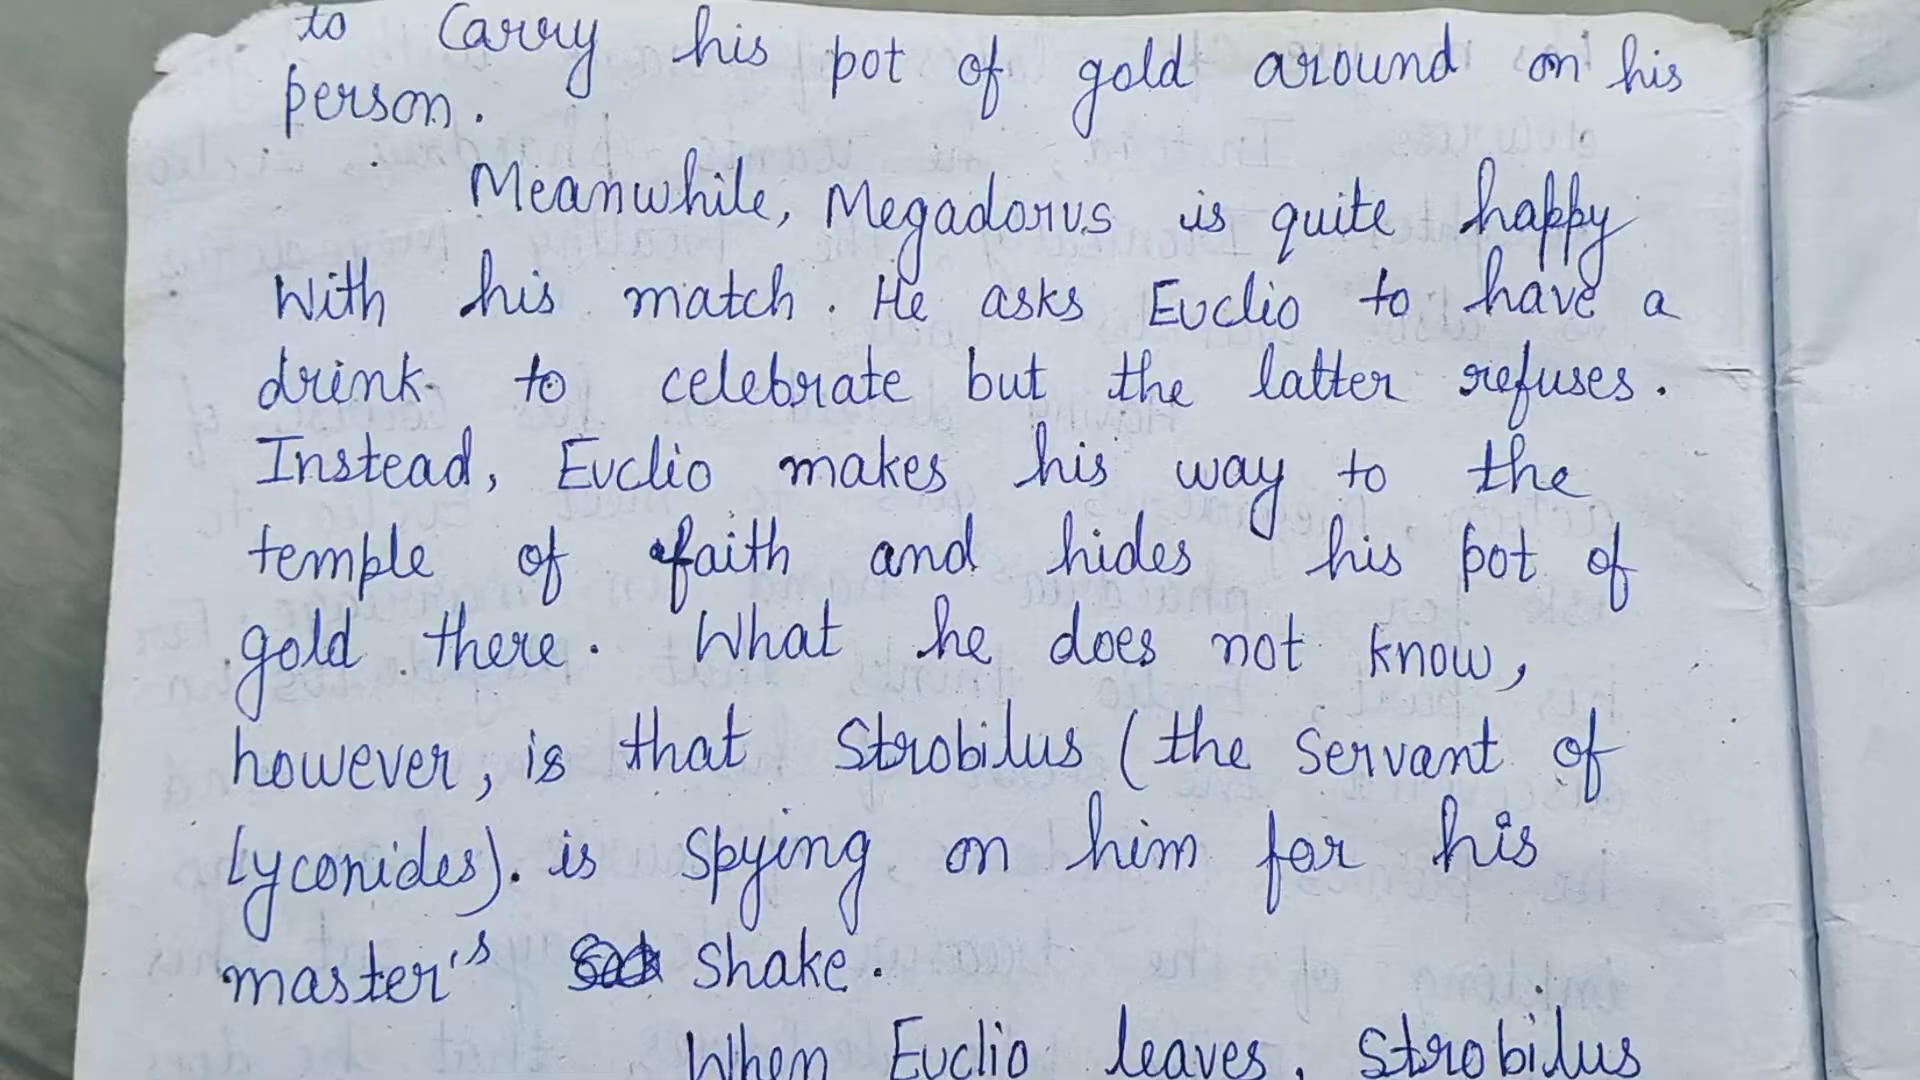 to Carry his pot of gold around on his
person.
Meanwhile, Megadorus is quite happy
With his match. He asks Euclio to have a
drink to celebrate but the latter refuses.
Instead, Euclio makes his way to the
temple of faith and hides his pot of
gold there. What he does not know,
however, is that Strobilus (the Servant of
Lyconides). is Spying on him for his
master's Shake.
When Euclio leaves, Strobilus